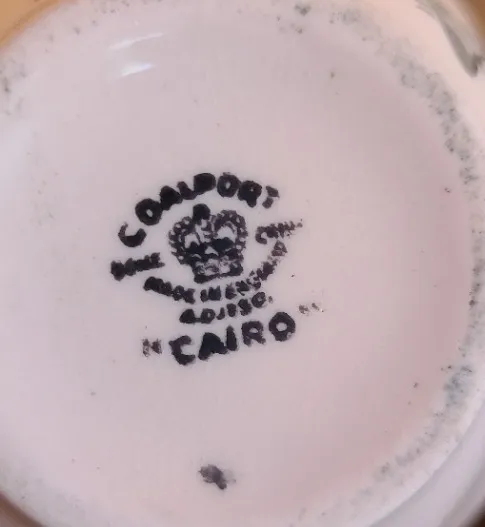 COALPORT
BONE CHINA
MADE IN ENGLAND
A.D.1750.
"CAIRO"